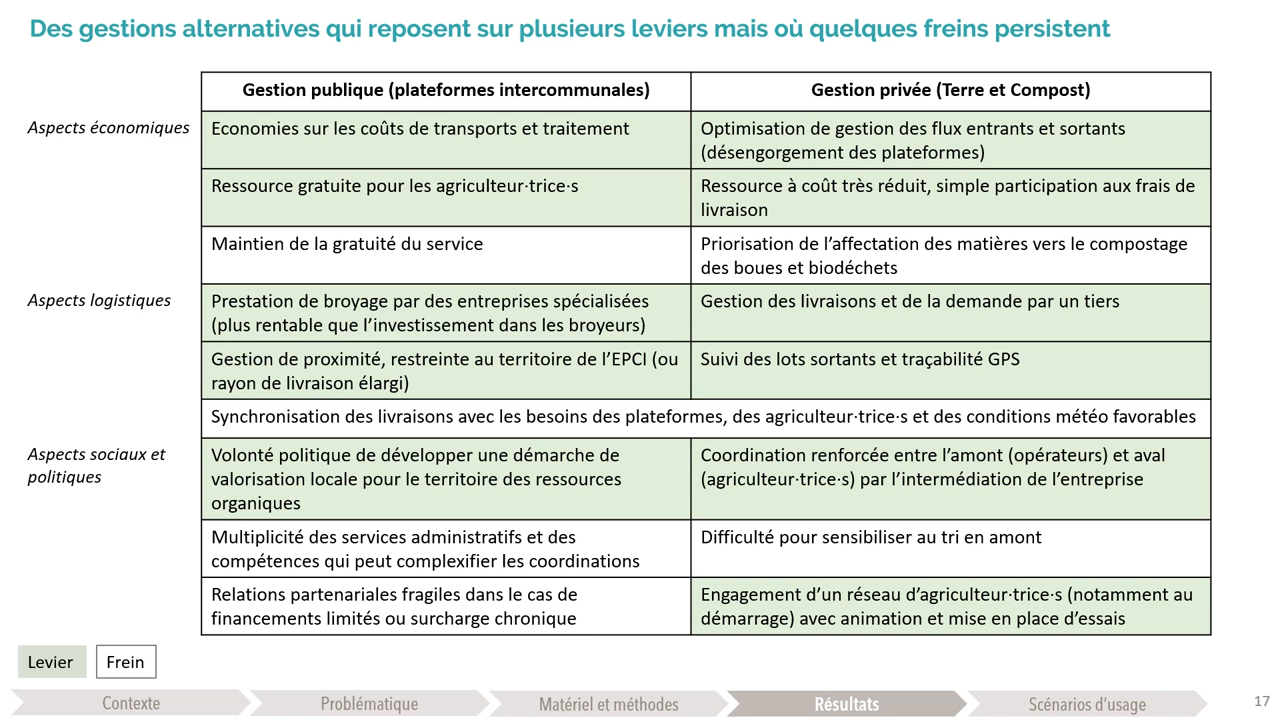 Des gestions alternatives qui reposent sur plusieurs leviers mais où quelques freins persistent
Gestion publique (plateformes intercommunales)
Gestion privée (Terre et Compost)
Aspects économiques
Economies sur les coûts de transports et traitement
Optimisation de gestion des flux entrants et sortants
(désengorgement des plateformes)
Ressource gratuite pour les agriculteur·trice·s
Ressource à coût très réduit, simple participation aux frais de
livraison
Maintien de la gratuité du service
Priorisation de l’affectation des matières vers le compostage
des boues et biodéchets
Aspects logistiques
Prestation de broyage par des entreprises spécialisées
(plus rentable que l’investissement dans les broyeurs)
Gestion des livraisons et de la demande par un tiers
Gestion de proximité, restreinte au territoire de l’EPCI (ou
rayon de livraison élargi)
Suivi des lots sortants et traçabilité GPS
Synchronisation des livraisons avec les besoins des plateformes, des agriculteur·trice·s et des conditions météo favorables
Aspects sociaux et
politiques
Volonté politique de développer une démarche de
valorisation locale pour le territoire des ressources
organiques
Coordination renforcée entre l’amont (opérateurs) et aval
(agriculteur·trice·s) par l’intermédiation de l’entreprise
Multiplicité des services administratifs et des
compétences qui peut complexifier les coordinations
Difficulté pour sensibiliser au tri en amont
Relations partenariales fragiles dans le cas de
financements limités ou surcharge chronique
Engagement d’un réseau d’agriculteur·trice·s (notamment au
démarrage) avec animation et mise en place d’essais
Levier
Frein
Contexte
Problématique
Matériel et méthodes
Résultats
Scénarios d'usage
17